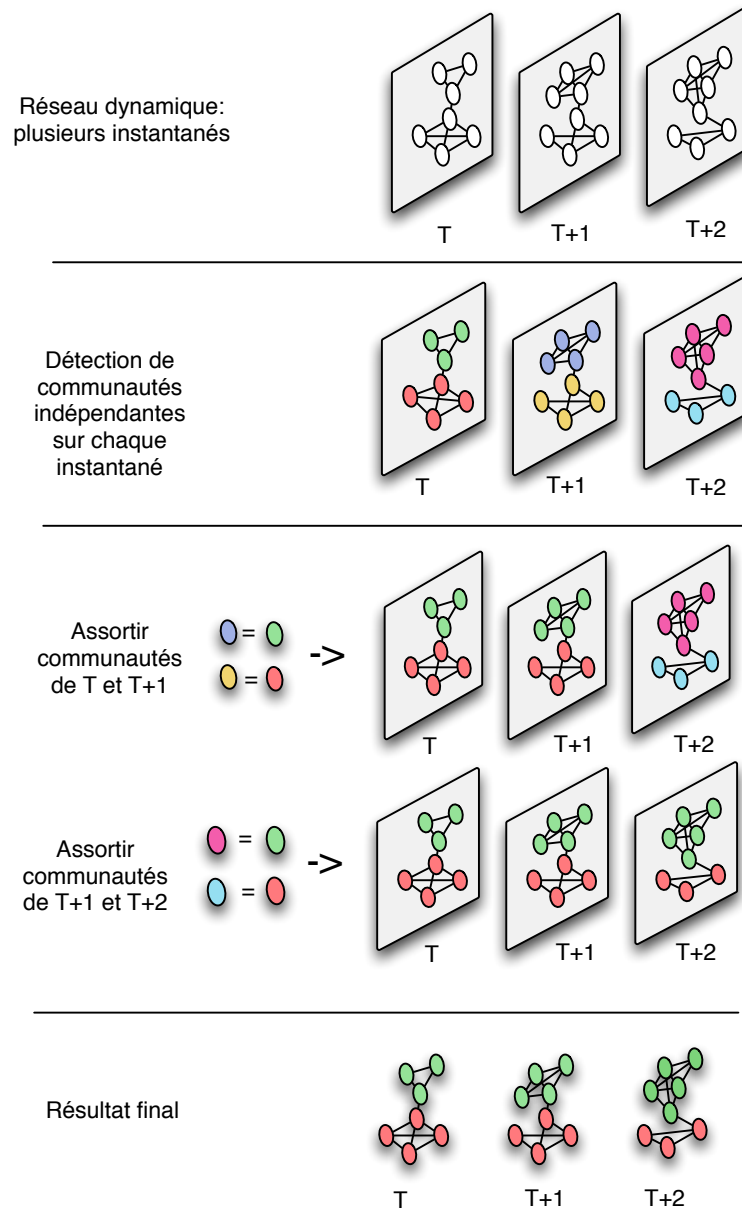 Réseau dynamique:
plusieurs instantanés
T
T+1
T+2
Détection de
communautés
indépendantes
sur chaque
instantané
T
T+1
T+2
Assortir
communautés
de T et T+1
=
=
->
T
T+1
T+2
Assortir
communautés
de T+1 et T+2
=
=
->
T
T+1
T+2
Résultat final
T
T+1
T+2